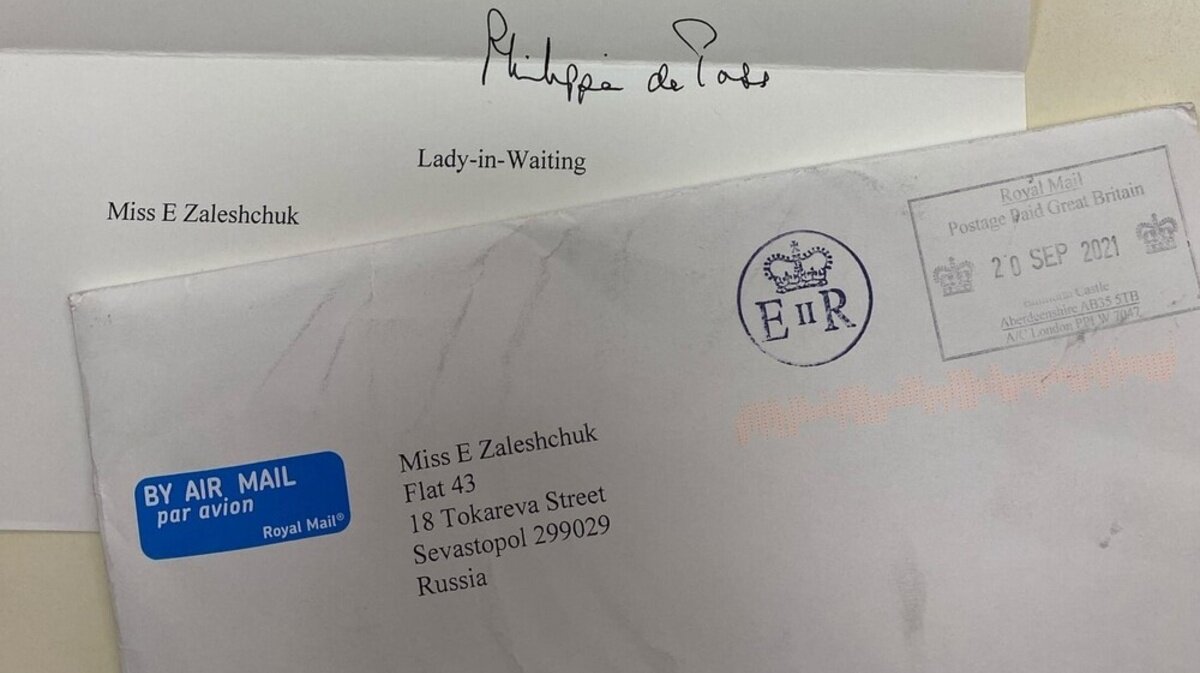 Philippa de Pass
Lady-in-Waiting
Miss E Zaleshchuk
Royal Mail
Postage Paid Great Britain
20 SEP 2021
Castle
Aberdeenshire AB35 5TB
A/C London PPI W 7047
E II R
Miss E Zaleshchuk
Flat 43
18 Tokareva Street
Sevastopol 299029
Russia
BY AIR MAIL
par avion
Royal Mail®